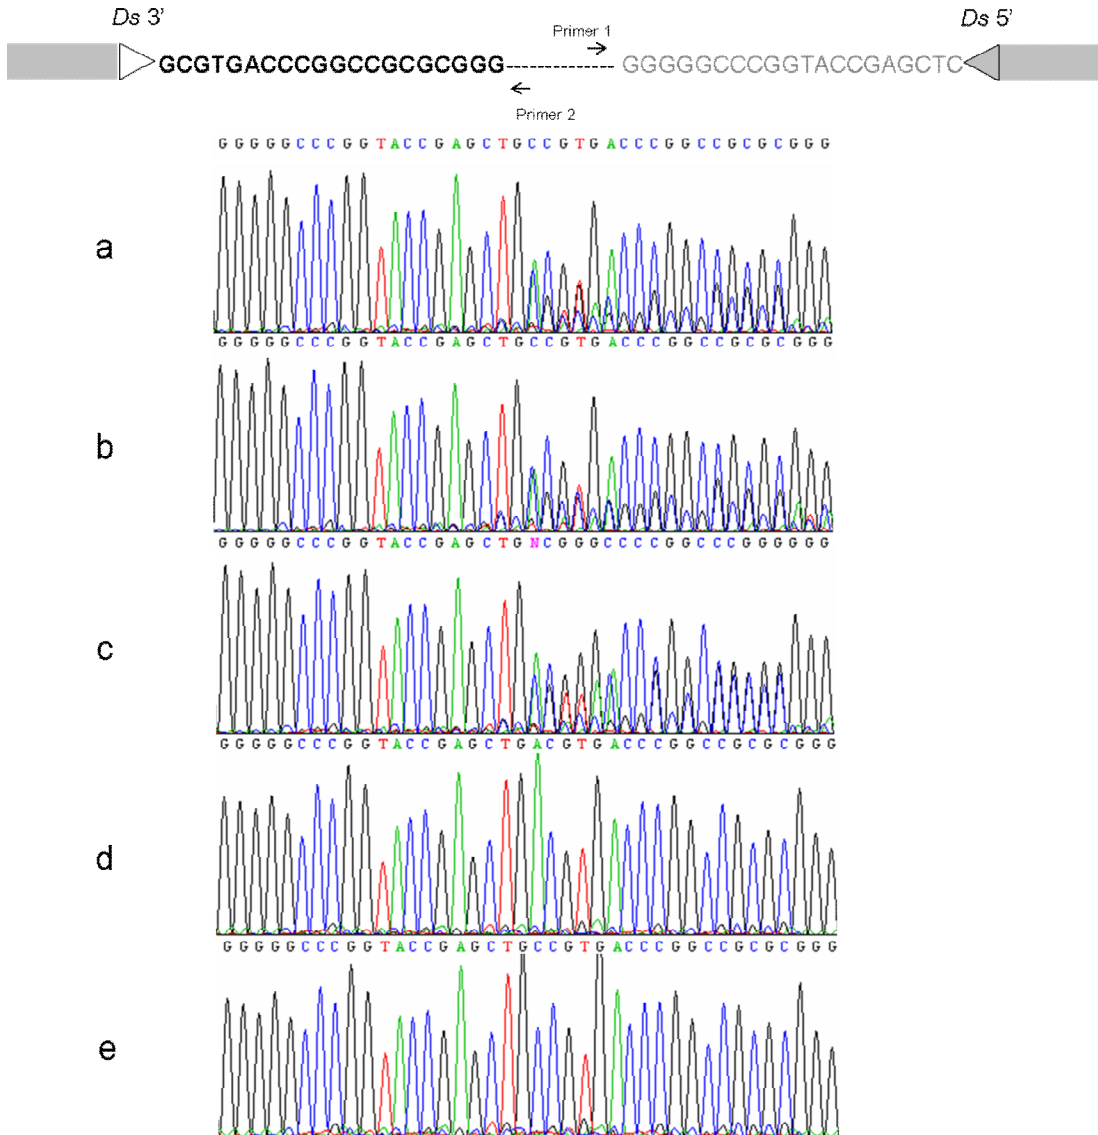 Ds 3’ Ds 5’
Primer 1
GCGTGACCCGGCCGCGCGGG GGGGGCCCGGTACCGAGCTC
Primer 2
GGGGGCCCGGTACCGAGCTGCCGTGACCCGGCCGCGCGGG
a
GGGGGCCCGGTACCGAGCTGCCGTGACCCGGCCGCGCGGG
b
GGGGGCCCGGTACCGAGCTGNCGGGCCCCGGCCCGGGGGG
c
GGGGGCCCGGTACCGAGCTGACGTGACCCGGCCGCGCGGG
d
GGGGGCCCGGTACCGAGCTGCCGTGACCCGGCCGCGCGGG
e